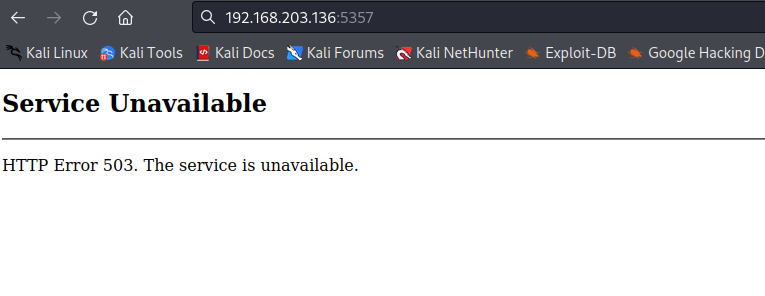 192.168.203.136:5357
Kali Linux Kali Tools Kali Docs Kali Forums Kali NetHunter Exploit-DB Google Hacking D
Service Unavailable
HTTP Error 503. The service is unavailable.